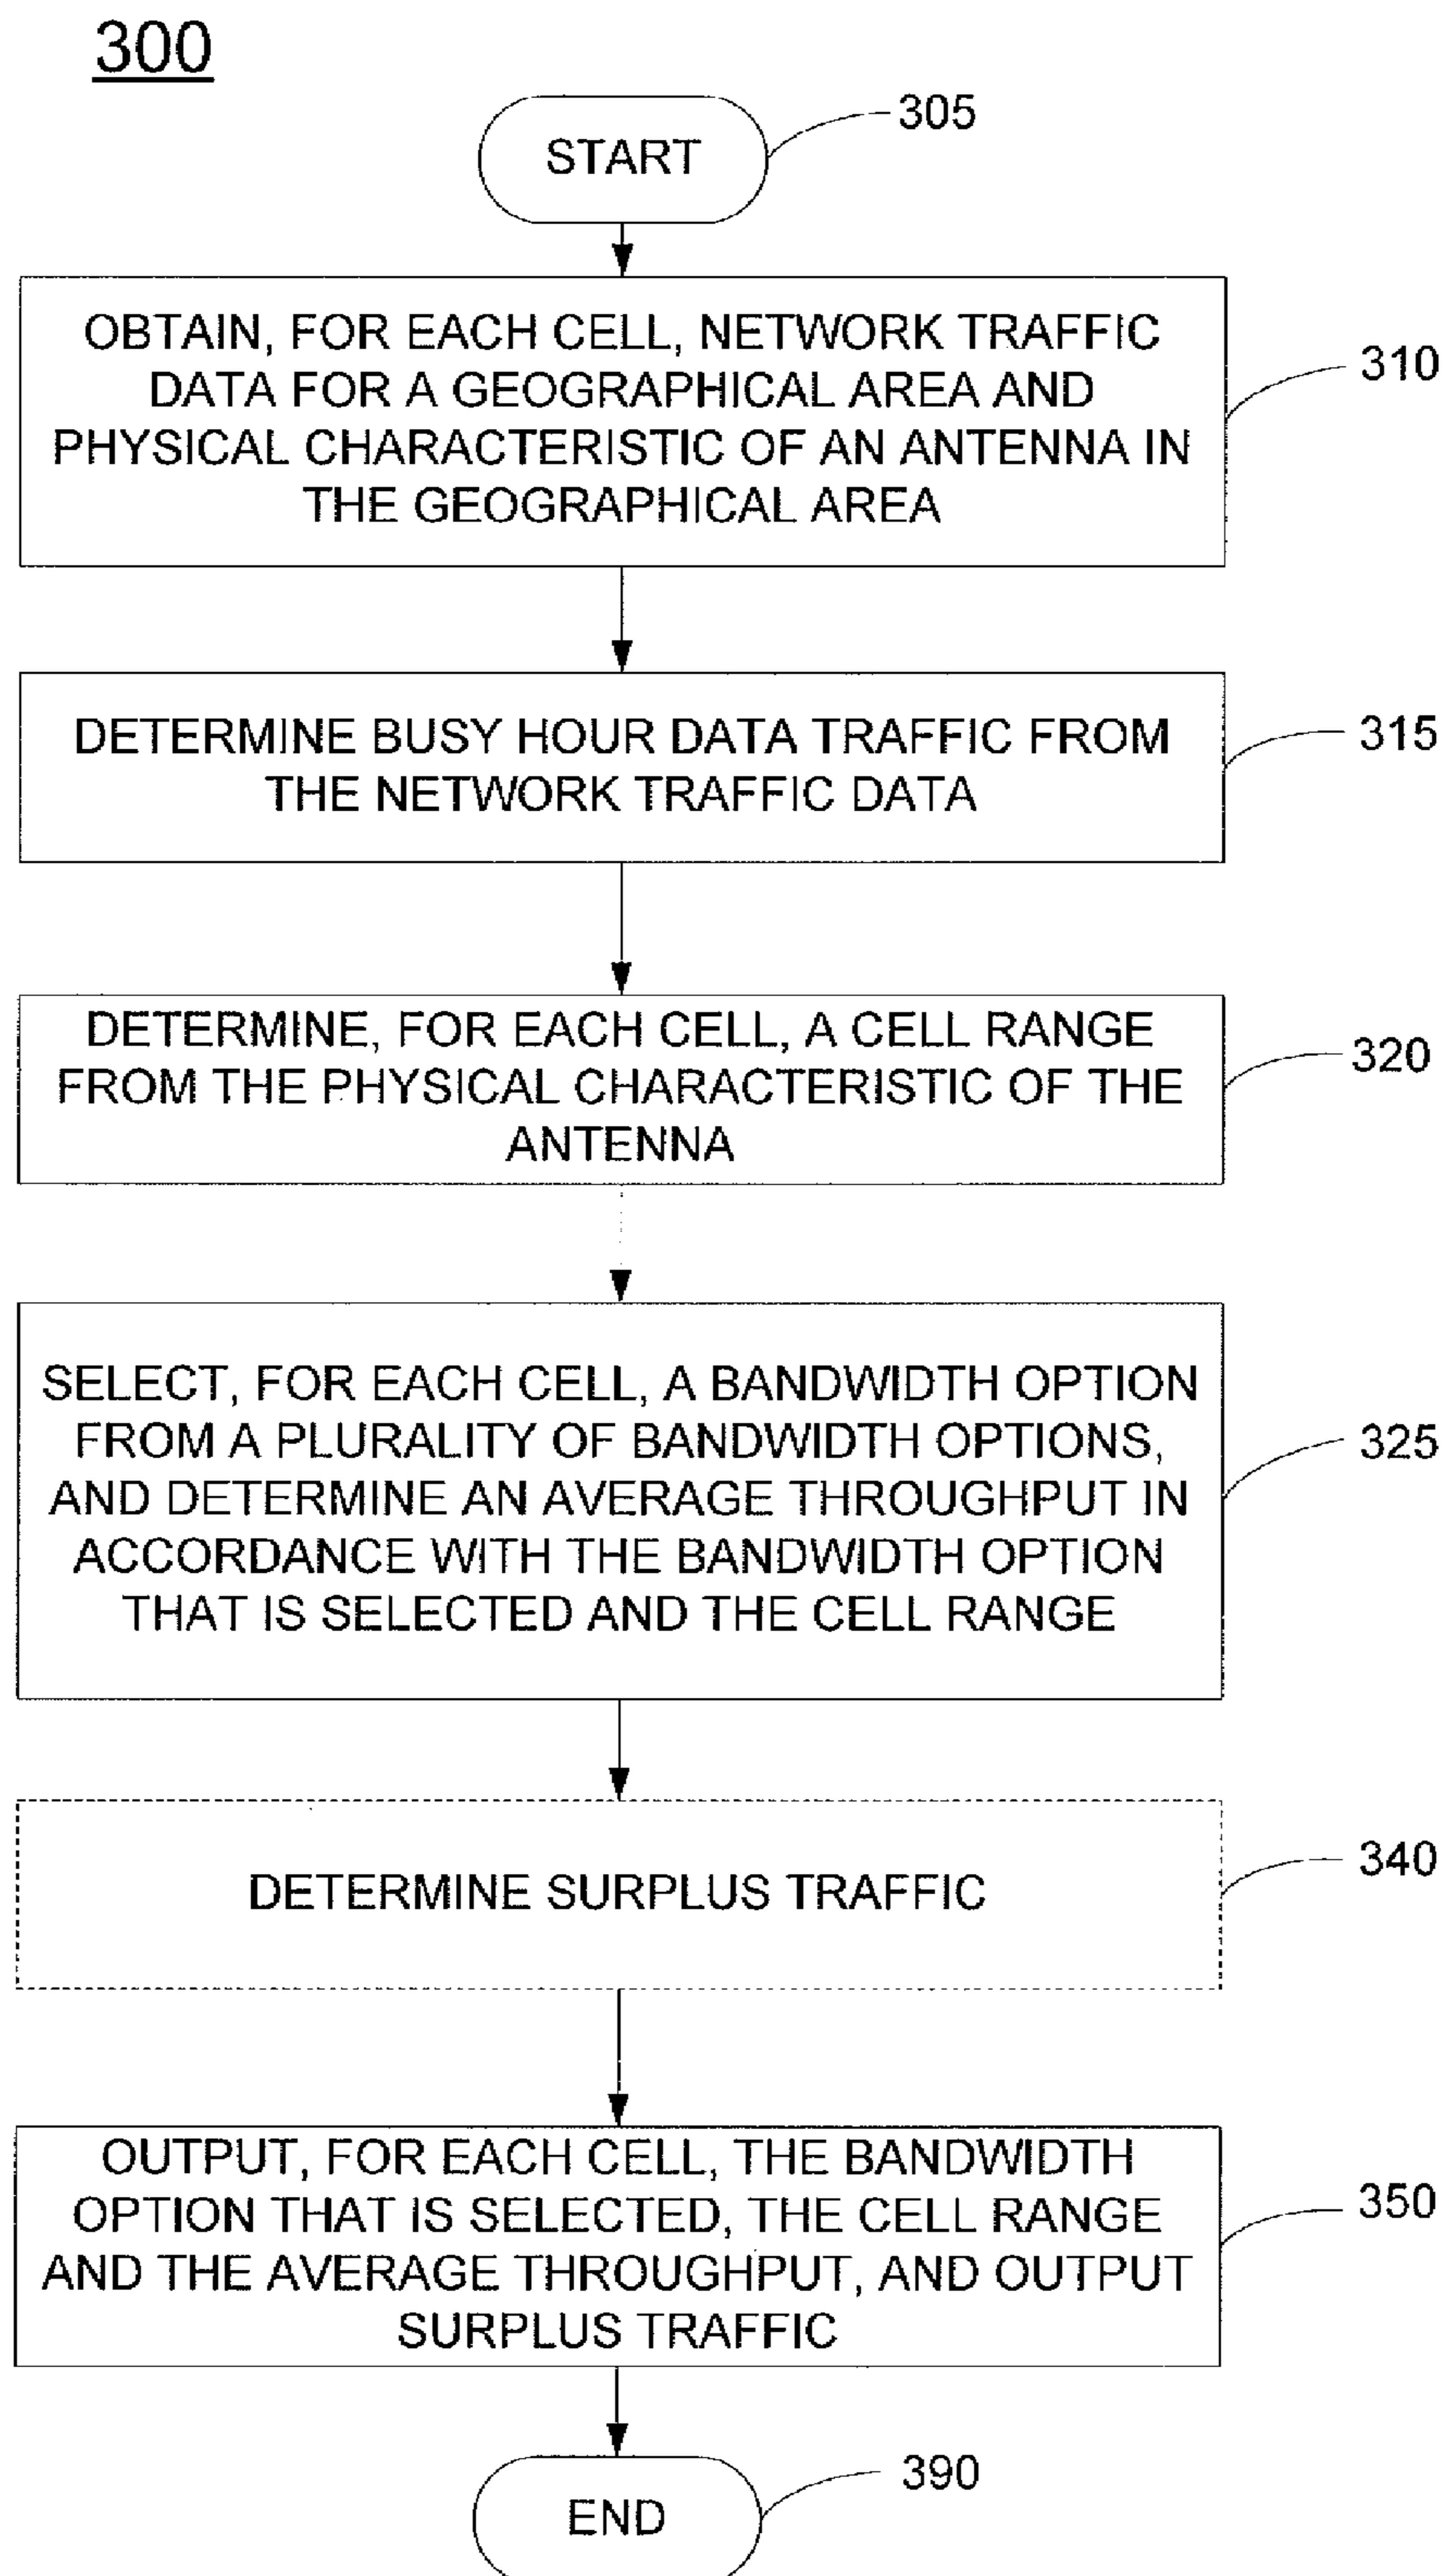 300
START
305
OBTAIN, FOR EACH CELL, NETWORK TRAFFIC
DATA FOR A GEOGRAPHICAL AREA AND
PHYSICAL CHARACTERISTIC OF AN ANTENNA IN
THE GEOGRAPHICAL AREA
310
DETERMINE BUSY HOUR DATA TRAFFIC FROM
THE NETWORK TRAFFIC DATA
315
DETERMINE, FOR EACH CELL, A CELL RANGE
FROM THE PHYSICAL CHARACTERISTIC OF THE
ANTENNA
320
SELECT, FOR EACH CELL, A BANDWIDTH OPTION
FROM A PLURALITY OF BANDWIDTH OPTIONS,
AND DETERMINE AN AVERAGE THROUGHPUT IN
ACCORDANCE WITH THE BANDWIDTH OPTION
THAT IS SELECTED AND THE CELL RANGE
325
DETERMINE SURPLUS TRAFFIC
340
OUTPUT, FOR EACH CELL, THE BANDWIDTH
OPTION THAT IS SELECTED, THE CELL RANGE
AND THE AVERAGE THROUGHPUT, AND OUTPUT
SURPLUS TRAFFIC
350
END
390